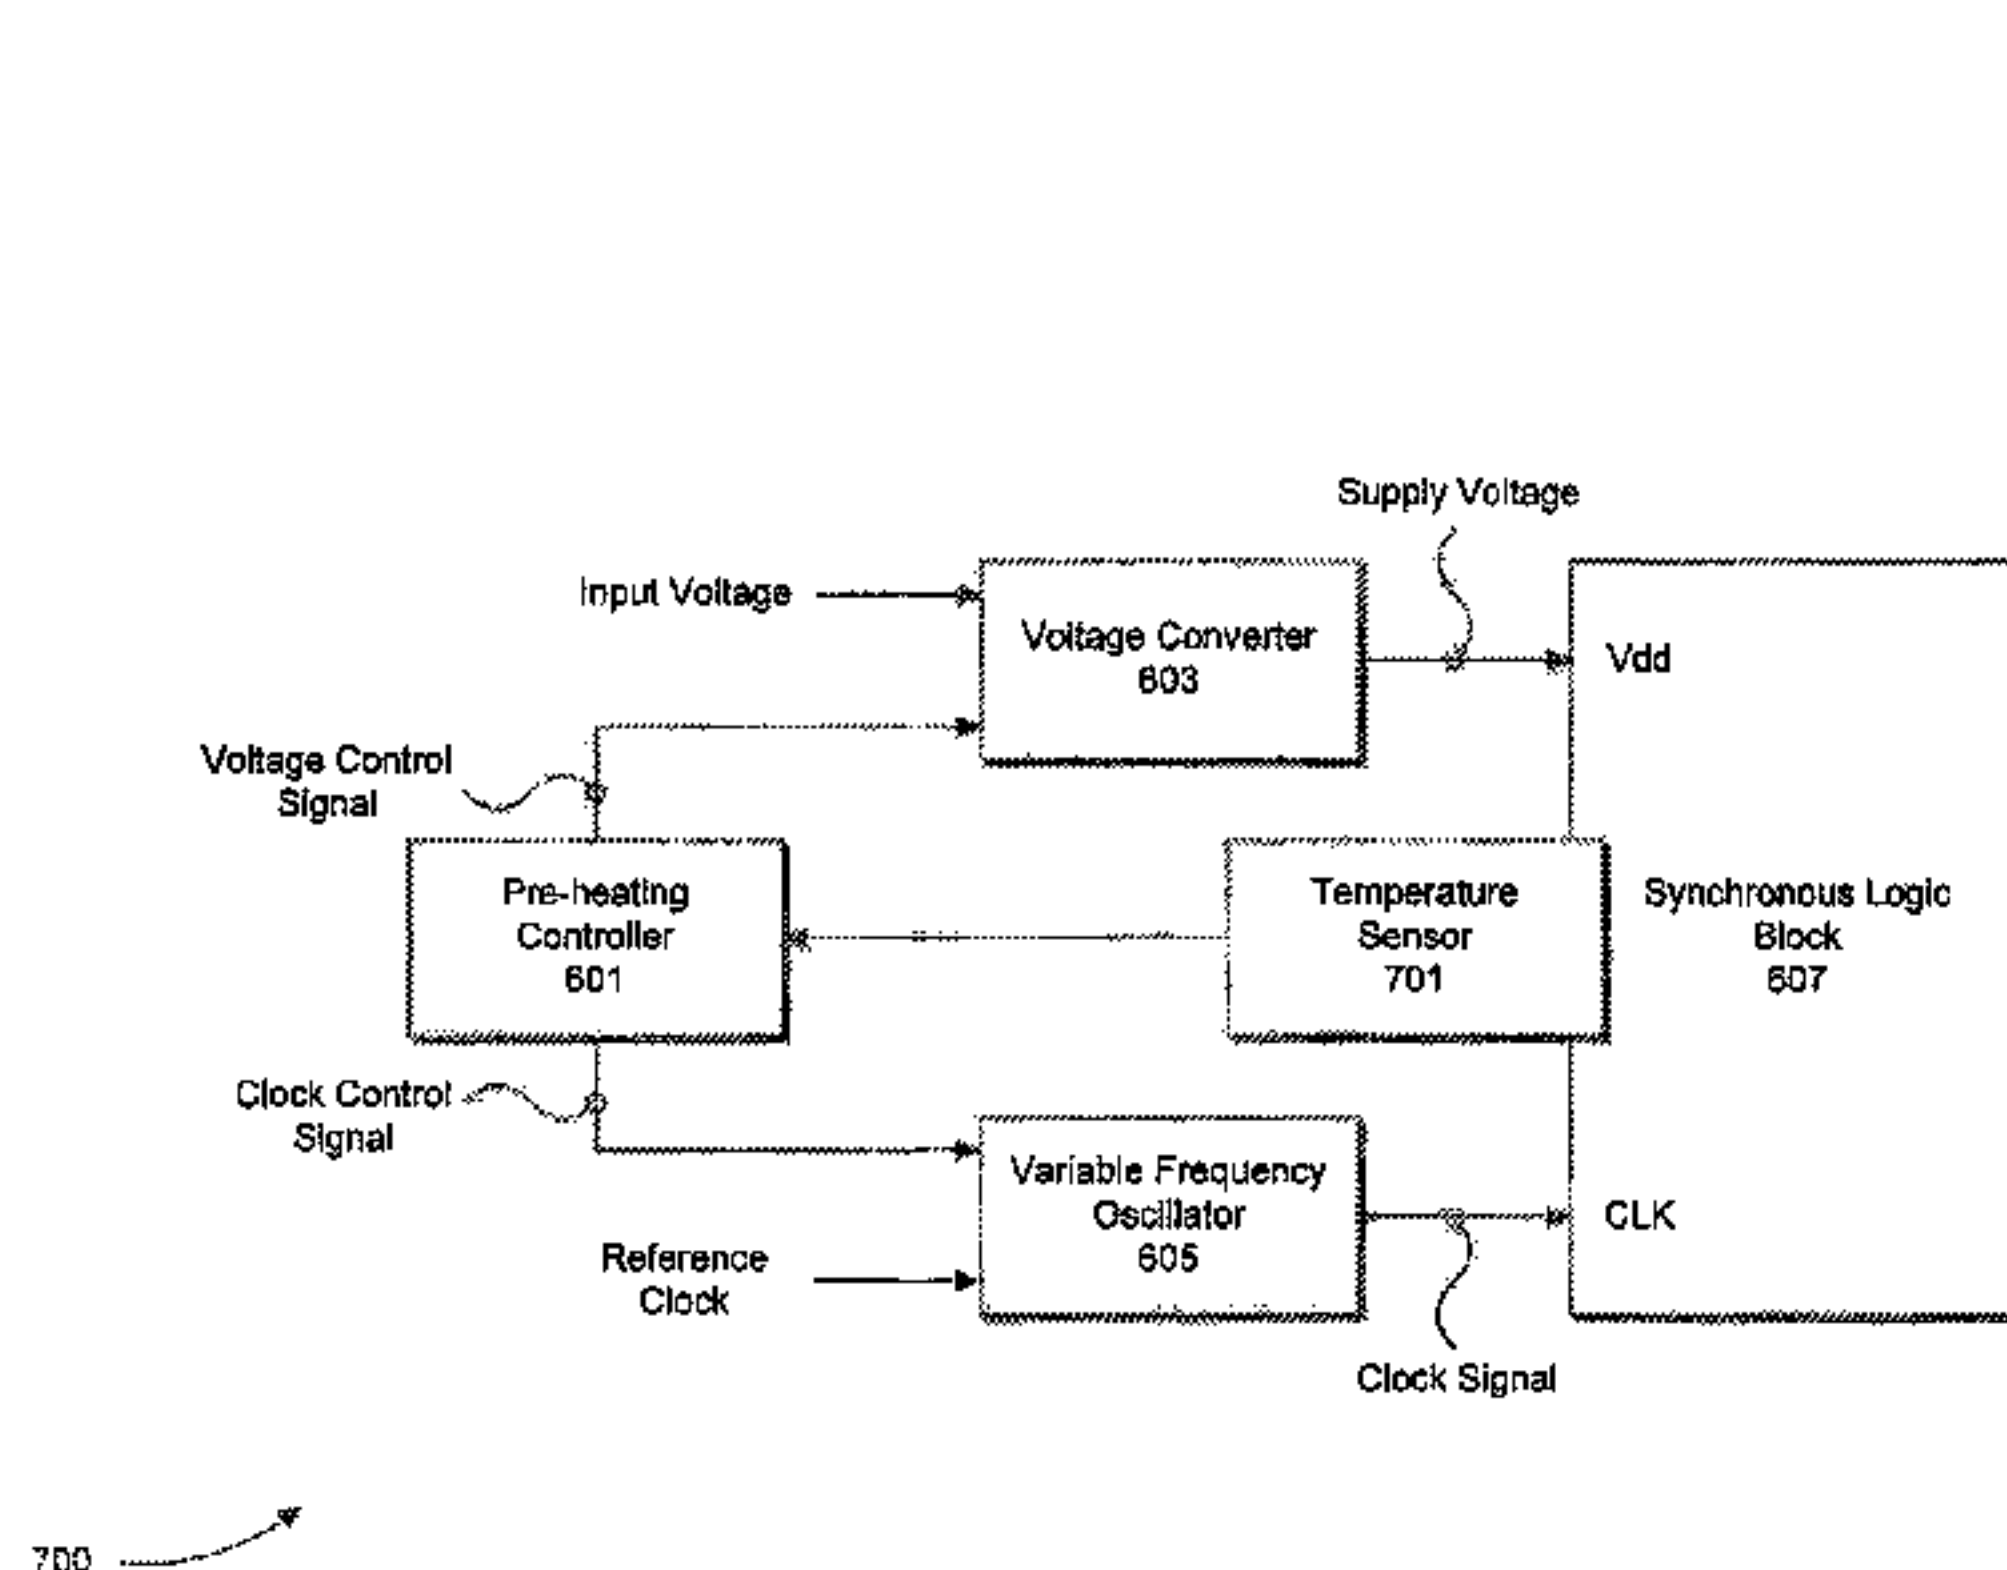 Supply Voltage
Input Voltage
Voltage Converter
603
Vdd
Voltage Control
Signal
Pre-heating
Controller
601
Temperature
Sensor
701
Synchronous Logic
Block
607
Clock Control
Signal
Variable Frequency
Oscillator
605
CLK
Reference
Clock
Clock Signal
700